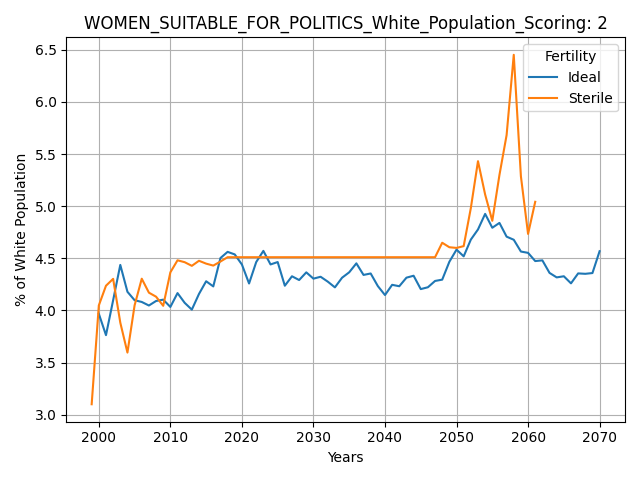 WOMEN_SUITABLE_FOR_POLITICS_White_Population_Scoring: 2
Fertility
Ideal
Sterile
% of White Population
6.5
6.0
5.5
5.0
4.5
4.0
3.5
3.0
2000 2010 2020 2030 2040 2050 2060 2070
Years